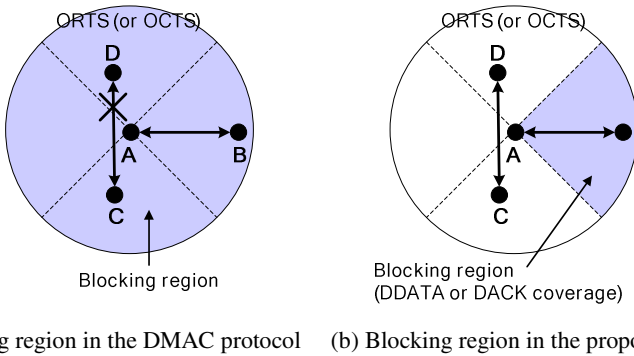 ORTS (or OCTS)
D
A
B
C
Blocking region
ORTS (or OCTS)
D
A
C
Blocking region
(DDATA or DACK coverage)
region in the DMAC protocol
(b) Blocking region in the